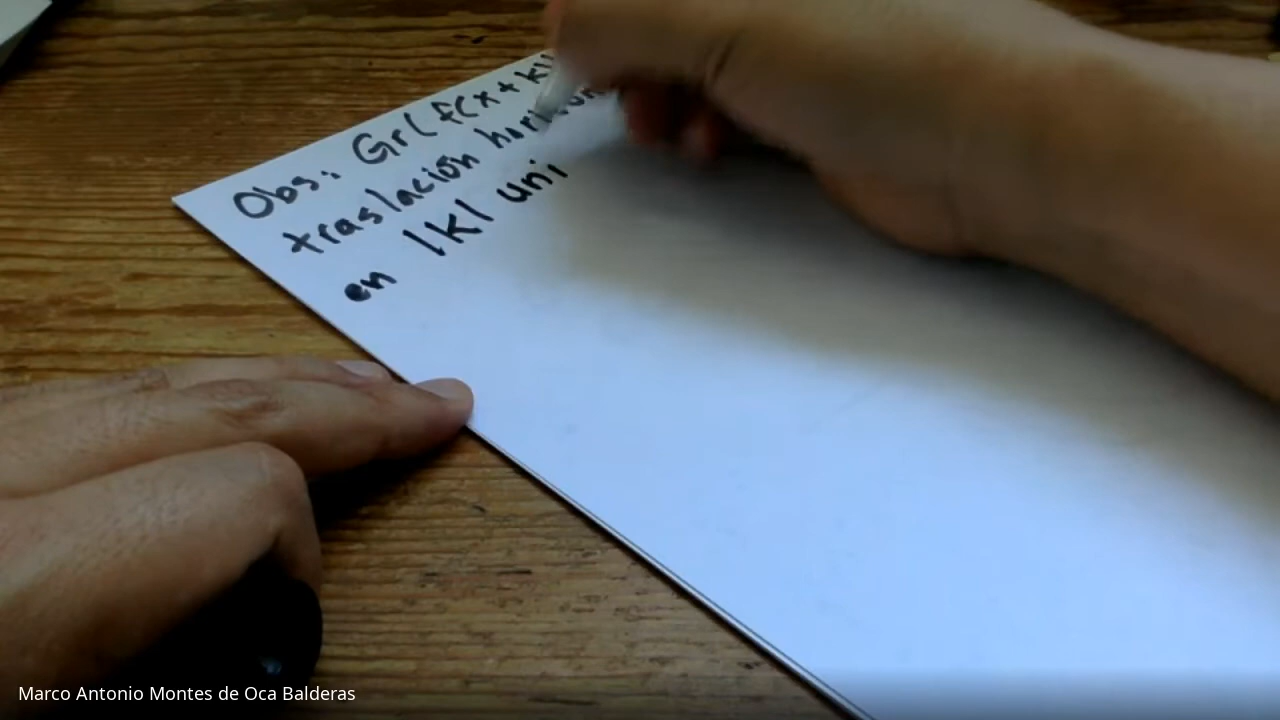 Obs: Gr(f(x+k)
traslación
en |k| uni
Marco Antonio Montes de Oca Balderas